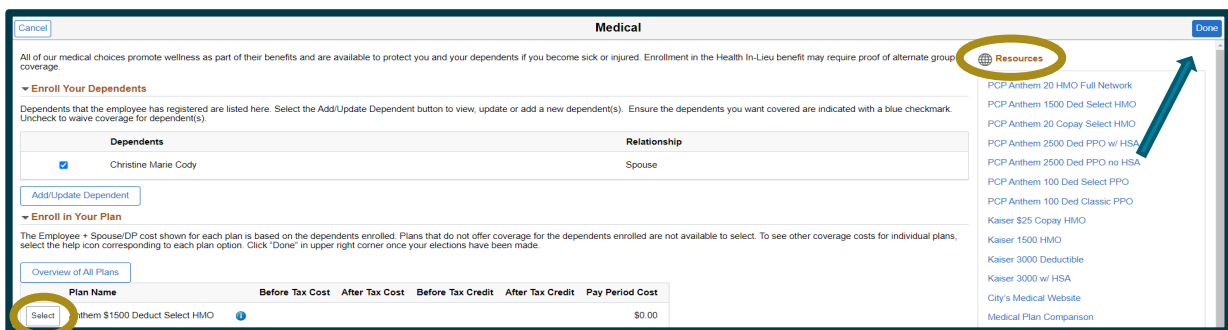 Cancel
Medical
Done
All of our medical choices promote wellness as part of their benefits and are available to protect you and your dependents if you become sick or injured. Enrollment in the Health In-Lieu benefit may require proof of alternate group
coverage.
Enroll Your Dependents
Dependents that the employee has registered are listed here. Select the Add/Update Dependent button to view, update or add a new dependent(s). Ensure the dependents you want covered are indicated with a blue checkmark.
Uncheck to waive coverage for dependent(s).
Dependents Relationship
Christine Marie Cody Spouse
Add/Update Dependent
Enroll in Your Plan
The Employee + Spouse/DP cost shown for each plan is based on the dependents enrolled. Plans that do not offer coverage for the dependents enrolled are not available to select. To see other coverage costs for individual plans,
select the help icon corresponding to each plan option. Click "Done" in upper right corner once your elections have been made.
Overview of All Plans
Plan Name Before Tax Cost After Tax Cost Before Tax Credit After Tax Credit Pay Period Cost
Select Anthem $1500 Deduct Select HMO $0.00
Resources
PCP Anthem 20 HMO Full Network
PCP Anthem 1500 Ded Select HMO
PCP Anthem 20 Copay Select HMO
PCP Anthem 2500 Ded PPO w/ HSA
PCP Anthem 2500 Ded PPO no HSA
PCP Anthem 100 Ded Select PPO
PCP Anthem 100 Ded Classic PPO
Kaiser $25 Copay HMO
Kaiser 1500 HMO
Kaiser 3000 Deductible
Kaiser 3000 w/ HSA
City's Medical Website
Medical Plan Comparison